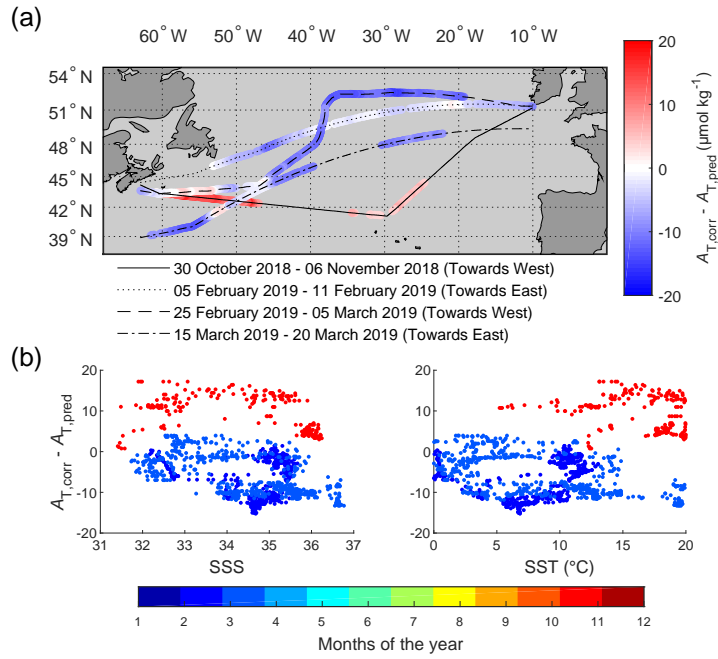 (a)
60°W 50°W 40°W 30°W 20°W 10°W
54°N
51°N
48°N
45°N
42°N
39°N
20
10
0
-10
-20
A_T,corr - A_T,pred (μmol kg⁻¹)
30 October 2018 - 06 November 2018 (Towards West)
05 February 2019 - 11 February 2019 (Towards East)
25 February 2019 - 05 March 2019 (Towards West)
15 March 2019 - 20 March 2019 (Towards East)
(b)
A_T,corr - A_T,pred
20
10
0
-10
-20
31 32 33 34 35 36 37
SSS
20
10
0
-10
-20
0 5 10 15 20
SST (°C)
1 2 3 4 5 6 7 8 9 10 11 12
Months of the year